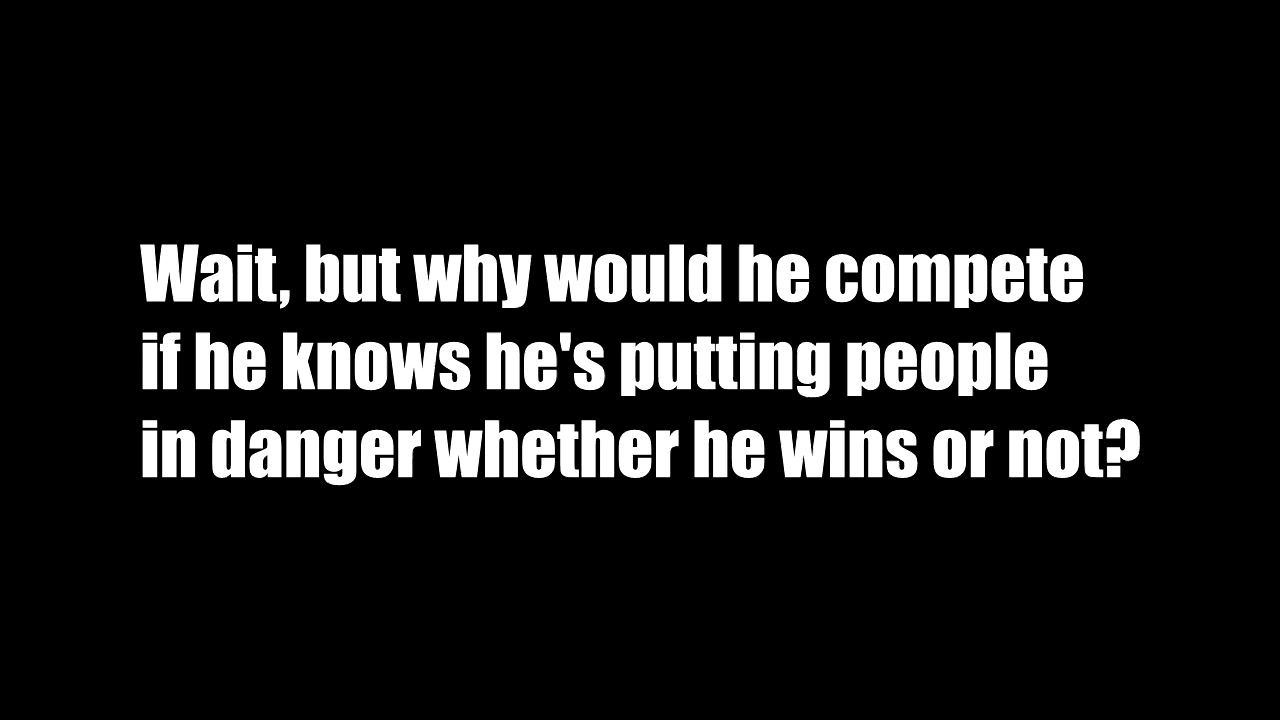 Wait, but why would he compete
if he knows he's putting people
in danger whether he wins or not?